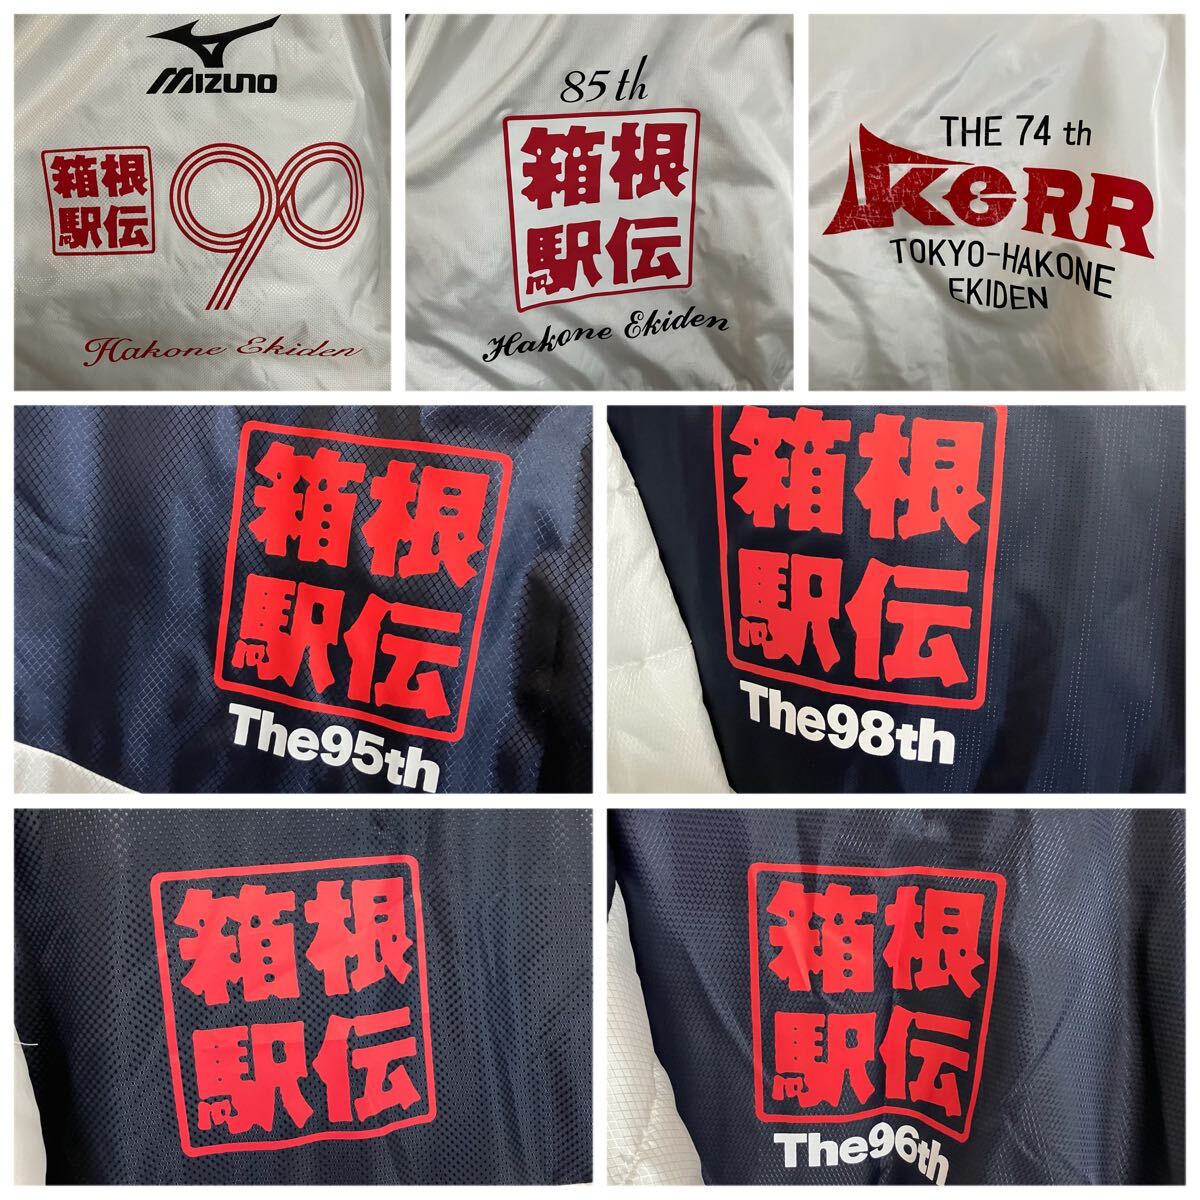 MIZUNO
箱根
駅伝
90
Hakone Ekiden
85th
箱根
駅伝
Hakone Ekiden
THE 74 th
KGRR
TOKYO-HAKONE
EKIDEN
箱根
駅伝
The95th
箱根
駅伝
The98th
箱根
駅伝
箱根
駅伝
The96th